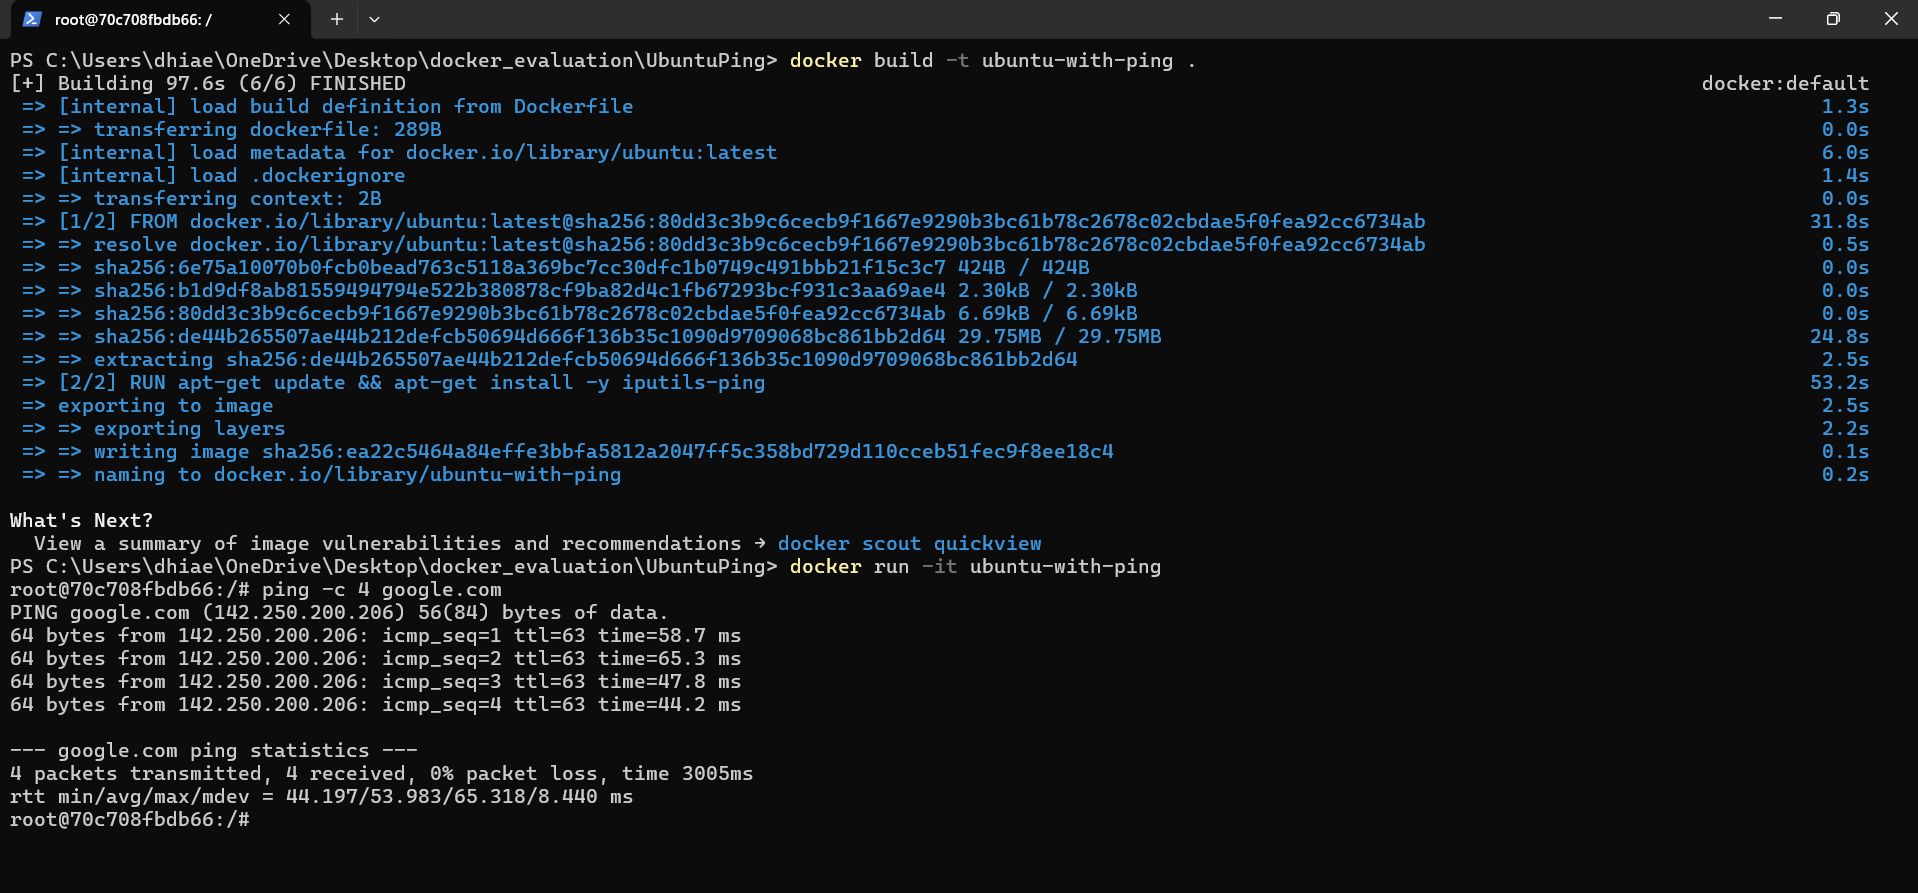 root@70c708fbdb66: /
PS C:\Users\dhiae\OneDrive\Desktop\docker_evaluation\UbuntuPing> docker build -t ubuntu-with-ping .
[+] Building 97.6s (6/6) FINISHED docker:default
=> [internal] load build definition from Dockerfile 1.3s
=> => transferring dockerfile: 289B 0.0s
=> [internal] load metadata for docker.io/library/ubuntu:latest 6.0s
=> [internal] load .dockerignore 1.4s
=> => transferring context: 2B 0.0s
=> [1/2] FROM docker.io/library/ubuntu:latest@sha256:80dd3c3b9c6cecb9f1667e9290b3bc61b78c2678c02cbdae5f0fea92cc6734ab 31.8s
=> => resolve docker.io/library/ubuntu:latest@sha256:80dd3c3b9c6cecb9f1667e9290b3bc61b78c2678c02cbdae5f0fea92cc6734ab 0.5s
=> => sha256:6e75a10070b0fcb0bead763c5118a369bc7cc30dfc1b0749c491bbb21f15c3c7 424B / 424B 0.0s
=> => sha256:b1d9df8ab81559494794e522b380878cf9ba82d4c1fb67293bcf931c3aa69ae4 2.30kB / 2.30kB 0.0s
=> => sha256:80dd3c3b9c6cecb9f1667e9290b3bc61b78c2678c02cbdae5f0fea92cc6734ab 6.69kB / 6.69kB 0.0s
=> => sha256:de44b265507ae44b212defcb50694d666f136b35c1090d9709068bc861bb2d64 29.75MB / 29.75MB 24.8s
=> => extracting sha256:de44b265507ae44b212defcb50694d666f136b35c1090d9709068bc861bb2d64 2.5s
=> [2/2] RUN apt-get update && apt-get install -y iputils-ping 53.2s
=> exporting to image 2.5s
=> => exporting layers 2.2s
=> => writing image sha256:ea22c5464a84effe3bbfa5812a2047ff5c358bd729d110cceb51fec9f8ee18c4 0.1s
=> => naming to docker.io/library/ubuntu-with-ping 0.2s
What's Next?
View a summary of image vulnerabilities and recommendations → docker scout quickview
PS C:\Users\dhiae\OneDrive\Desktop\docker_evaluation\UbuntuPing> docker run -it ubuntu-with-ping
root@70c708fbdb66:/# ping -c 4 google.com
PING google.com (142.250.200.206) 56(84) bytes of data.
64 bytes from 142.250.200.206: icmp_seq=1 ttl=63 time=58.7 ms
64 bytes from 142.250.200.206: icmp_seq=2 ttl=63 time=65.3 ms
64 bytes from 142.250.200.206: icmp_seq=3 ttl=63 time=47.8 ms
64 bytes from 142.250.200.206: icmp_seq=4 ttl=63 time=44.2 ms
--- google.com ping statistics ---
4 packets transmitted, 4 received, 0% packet loss, time 3005ms
rtt min/avg/max/mdev = 44.197/53.983/65.318/8.440 ms
root@70c708fbdb66:/#